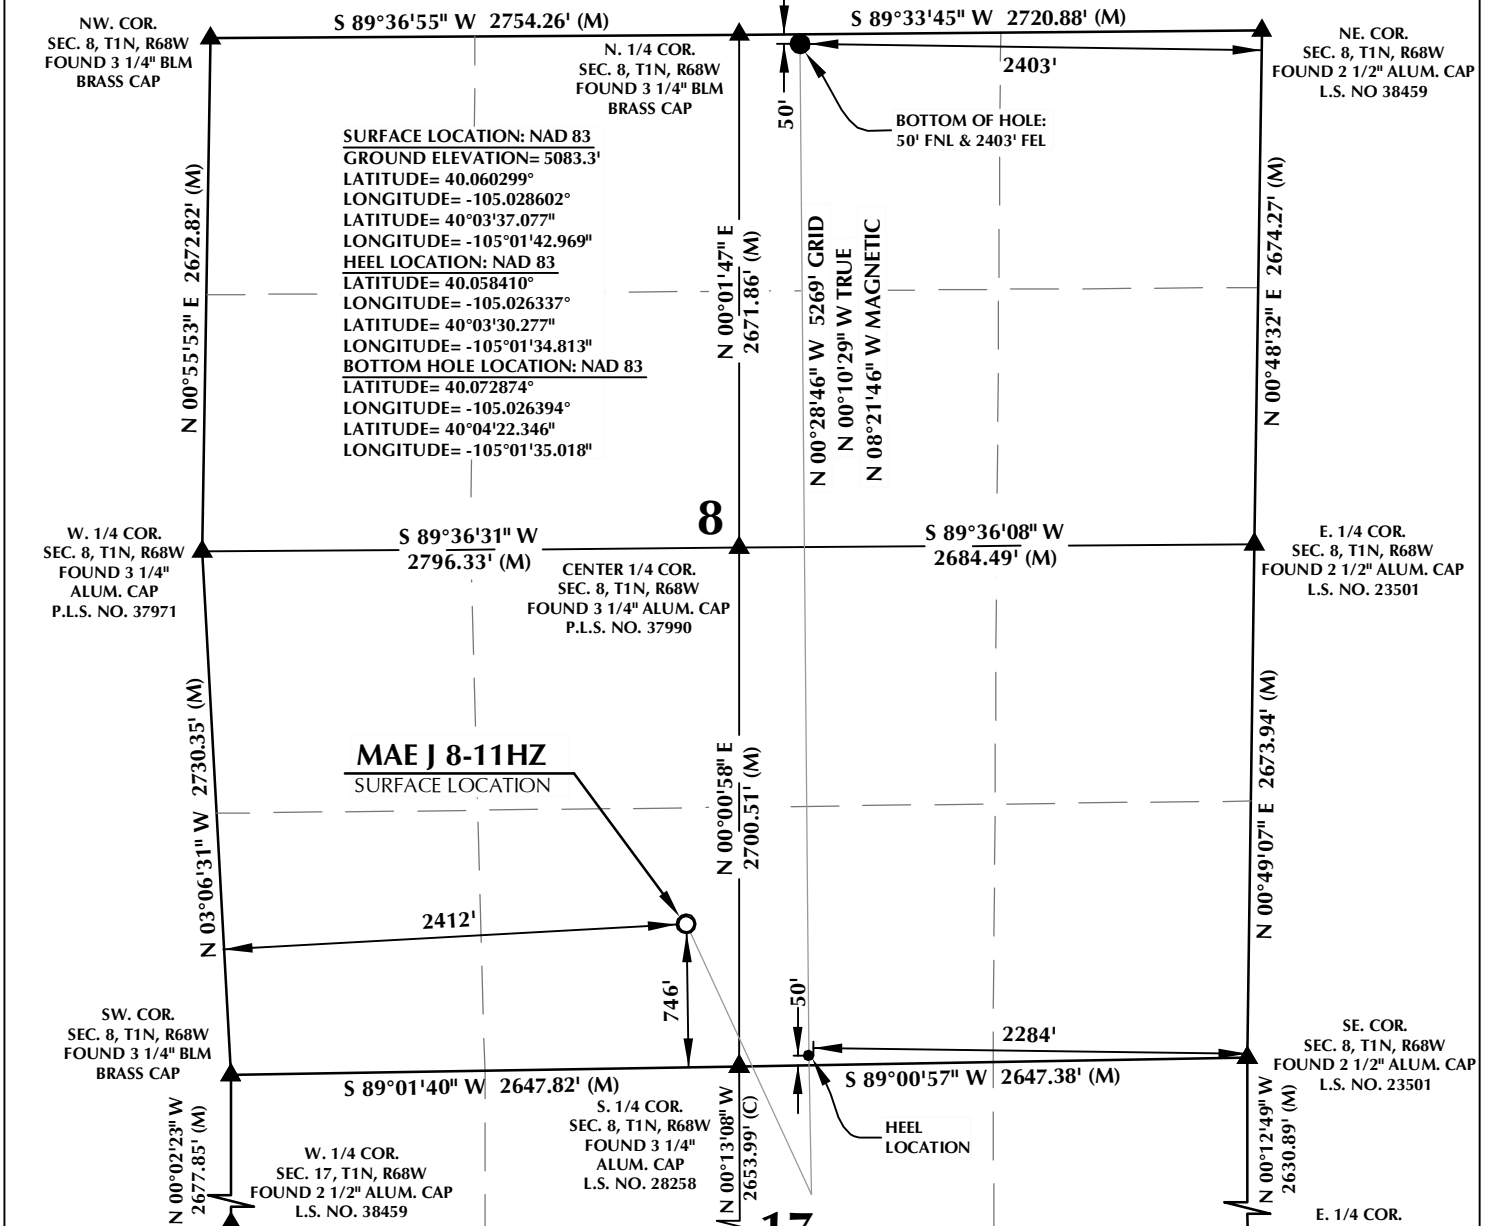 S 89°36'55" W 2754.26' (M)
S 89°33'45" W 2720.88' (M)
NW. COR.
SEC. 8, T1N, R68W
FOUND 3 1/4" BLM
BRASS CAP
N. 1/4 COR.
SEC. 8, T1N, R68W
FOUND 3 1/4" BLM
BRASS CAP
50'
2403'
NE. COR.
SEC. 8, T1N, R68W
FOUND 2 1/2" ALUM. CAP
L.S. NO 38459
BOTTOM OF HOLE:
50' FNL & 2403' FEL
SURFACE LOCATION: NAD 83
GROUND ELEVATION= 5083.3'
LATITUDE= 40.060299°
LONGITUDE= -105.028602°
LATITUDE= 40°03'37.077"
LONGITUDE= -105°01'42.969"
HEEL LOCATION: NAD 83
LATITUDE= 40.058410°
LONGITUDE= -105.026337°
LATITUDE= 40°03'30.277"
LONGITUDE= -105°01'34.813"
BOTTOM HOLE LOCATION: NAD 83
LATITUDE= 40.072874°
LONGITUDE= -105.026394°
LATITUDE= 40°04'22.346"
LONGITUDE= -105°01'35.018"
N 00°55'53" E 2672.82' (M)
N 00°01'47" E
2671.86' (M)
N 00°28'46" W 5269' GRID
N 00°10'29" W TRUE
N 08°21'46" W MAGNETIC
N 00°48'32" E 2674.27' (M)
8
W. 1/4 COR.
SEC. 8, T1N, R68W
FOUND 3 1/4"
ALUM. CAP
P.L.S. NO. 37971
S 89°36'31" W
2796.33' (M)
CENTER 1/4 COR.
SEC. 8, T1N, R68W
FOUND 3 1/4" ALUM. CAP
P.L.S. NO. 37990
S 89°36'08" W
2684.49' (M)
E. 1/4 COR.
SEC. 8, T1N, R68W
FOUND 2 1/2" ALUM. CAP
L.S. NO. 23501
N 03°06'31" W 2730.35' (M)
MAE J 8-11HZ
SURFACE LOCATION
N 00°00'58" E
2700.51' (M)
N 00°49'07" E 2673.94' (M)
2412'
746'
50'
2284'
SW. COR.
SEC. 8, T1N, R68W
FOUND 3 1/4" BLM
BRASS CAP
SE. COR.
SEC. 8, T1N, R68W
FOUND 2 1/2" ALUM. CAP
L.S. NO. 23501
S 89°01'40" W 2647.82' (M)
S 89°00'57" W 2647.38' (M)
S. 1/4 COR.
SEC. 8, T1N, R68W
FOUND 3 1/4"
ALUM. CAP
L.S. NO. 28258
HEEL
LOCATION
N 00°02'23" W
2677.85' (M)
W. 1/4 COR.
SEC. 17, T1N, R68W
FOUND 2 1/2" ALUM. CAP
L.S. NO. 38459
N 00°13'08" W
2653.99' (C)
N 00°12'49" W
2630.89' (M)
17
E. 1/4 COR.